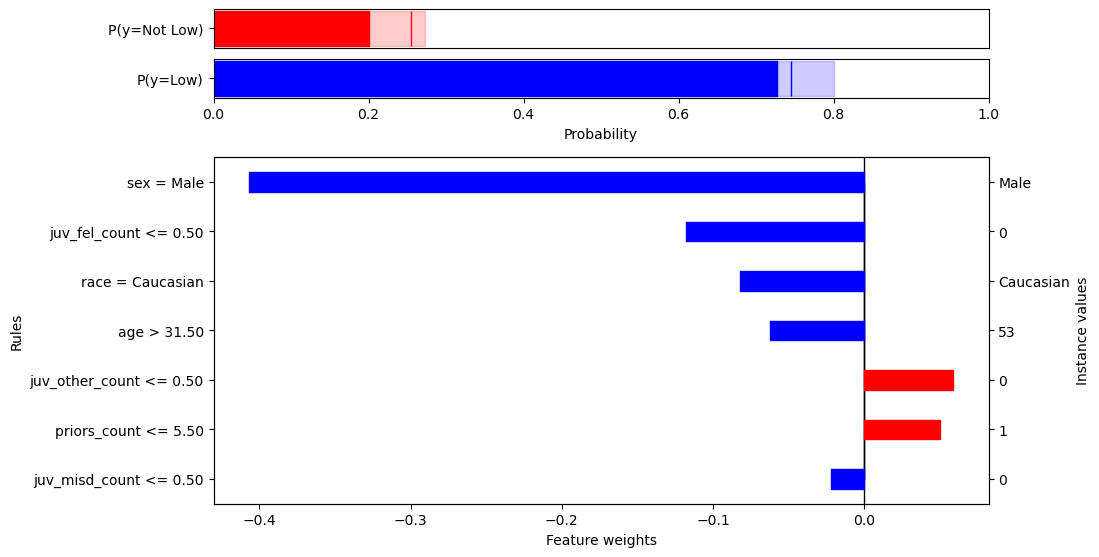 P(y=Not Low)
P(y=Low)
0.0 0.2 0.4 0.6 0.8 1.0
Probability
sex = Male Male
juv_fel_count <= 0.50 0
race = Caucasian Caucasian
age > 31.50 53
juv_other_count <= 0.50 0
priors_count <= 5.50 1
juv_misd_count <= 0.50 0
Rules
Instance values
−0.4 −0.3 −0.2 −0.1 0.0
Feature weights